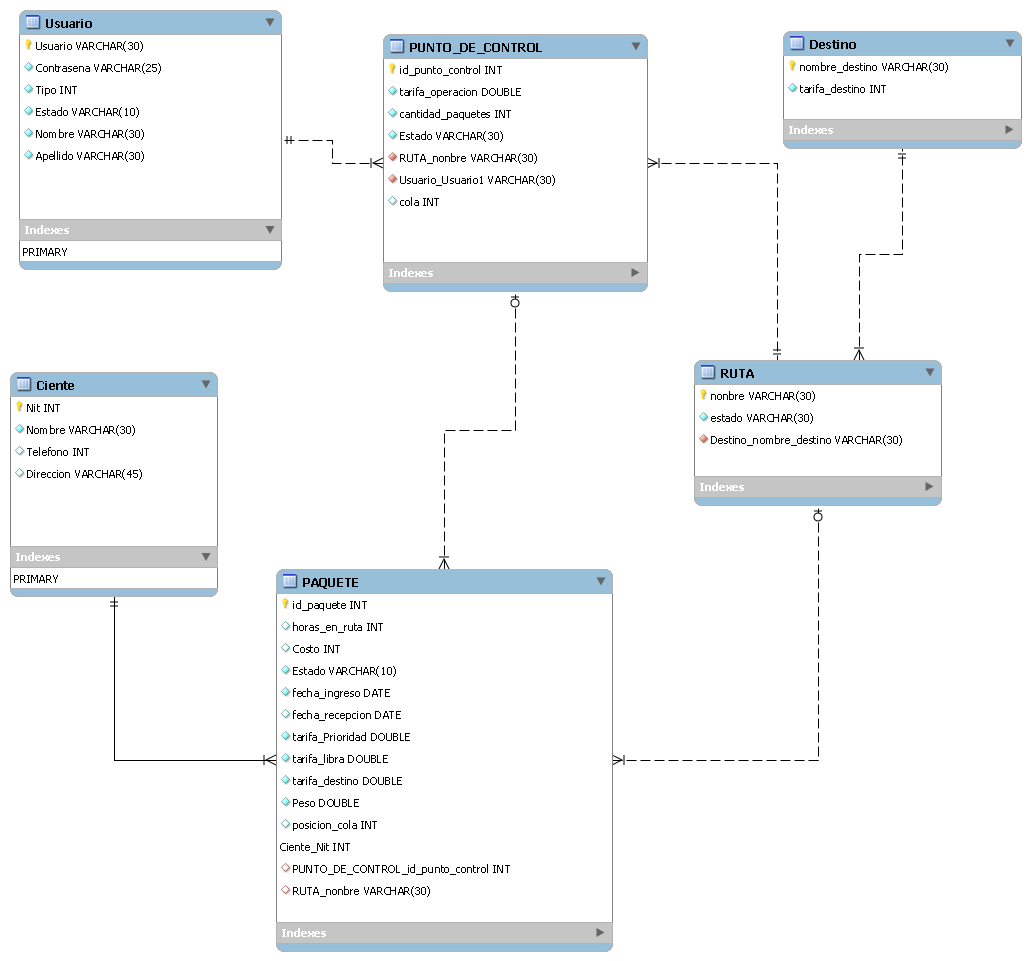 Usuario
Usuario VARCHAR(30)
Contrasena VARCHAR(25)
Tipo INT
Estado VARCHAR(10)
Nombre VARCHAR(30)
Apellido VARCHAR(30)
Indexes
PRIMARY
PUNTO_DE_CONTROL
id_punto_control INT
tarifa_operacion DOUBLE
cantidad_paquetes INT
Estado VARCHAR(30)
RUTA_nonbre VARCHAR(30)
Usuario_Usuario1 VARCHAR(30)
cola INT
Indexes
Destino
nombre_destino VARCHAR(30)
tarifa_destino INT
Indexes
Ciente
Nit INT
Nombre VARCHAR(30)
Telefono INT
Direccion VARCHAR(45)
Indexes
PRIMARY
RUTA
nonbre VARCHAR(30)
estado VARCHAR(30)
Destino_nombre_destino VARCHAR(30)
Indexes
PAQUETE
id_paquete INT
horas_en_ruta INT
Costo INT
Estado VARCHAR(10)
fecha_ingreso DATE
fecha_recepcion DATE
tarifa_Prioridad DOUBLE
tarifa_libra DOUBLE
tarifa_destino DOUBLE
Peso DOUBLE
posicion_cola INT
Ciente_Nit INT
PUNTO_DE_CONTROL_id_punto_control INT
RUTA_nonbre VARCHAR(30)
Indexes